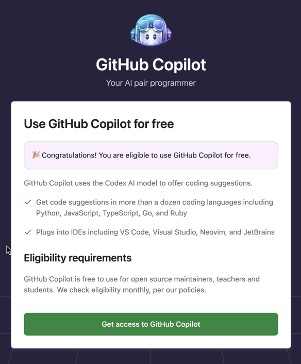 GitHub Copilot
Your AI pair programmer
Use GitHub Copilot for free
🎉 Congratulations! You are eligible to use GitHub Copilot for free.
GitHub Copilot uses the Codex AI model to offer coding suggestions.
✓ Get code suggestions in more than a dozen coding languages including
Python, JavaScript, TypeScript, Go, and Ruby
✓ Plugs into IDEs including VS Code, Visual Studio, Neovim, and JetBrains
Eligibility requirements
GitHub Copilot is free to use for open source maintainers, teachers and
students. We check eligibility monthly, per our policies.
Get access to GitHub Copilot